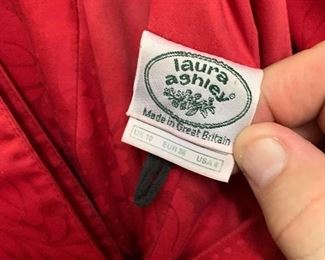 laura
ashley
Made in Great Britain
UK 10 EUR 36 USA 8